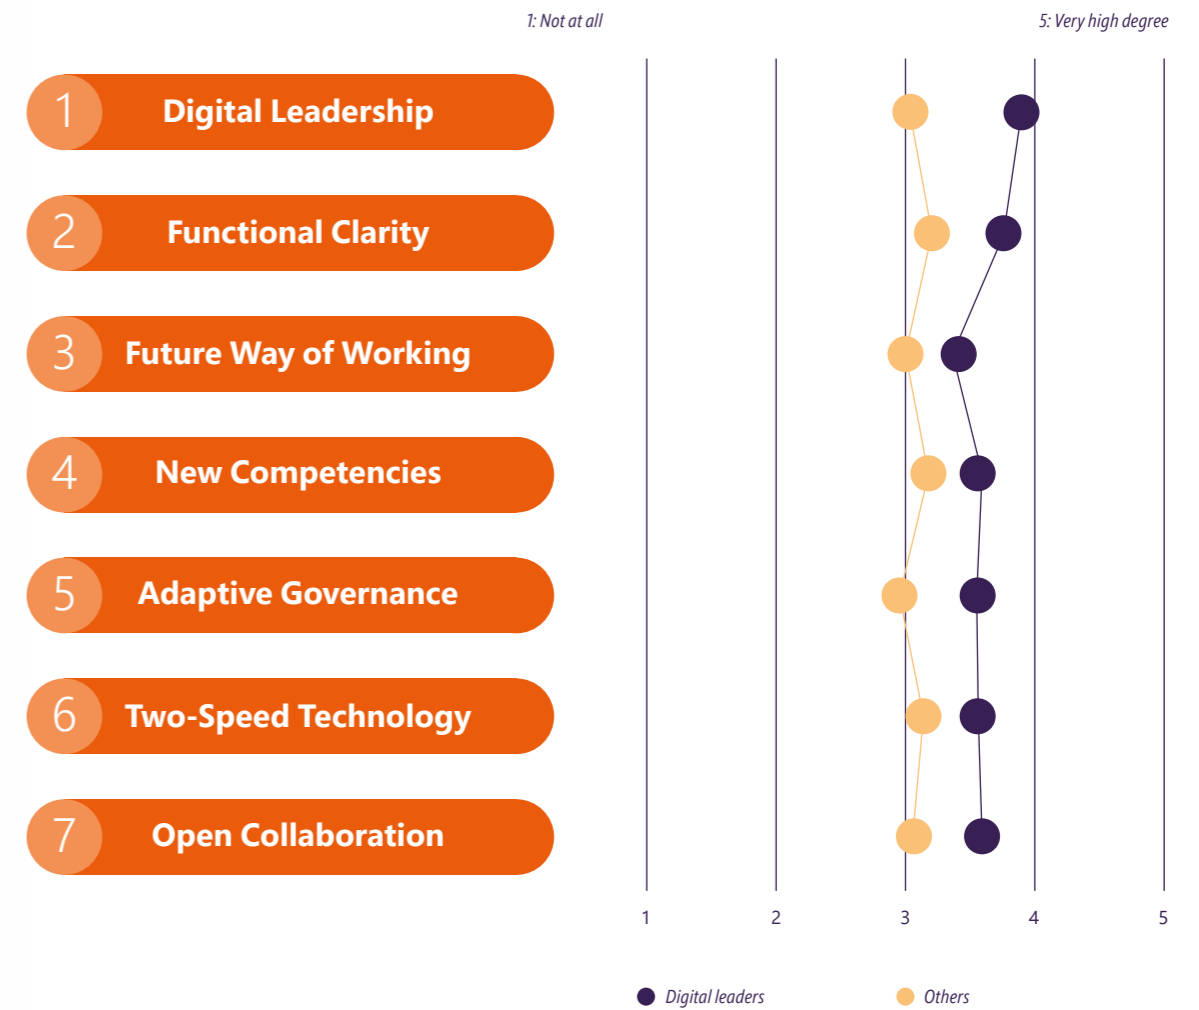 1: Not at all
5: Very high degree
1 Digital Leadership
2 Functional Clarity
3 Future Way of Working
4 New Competencies
5 Adaptive Governance
6 Two-Speed Technology
7 Open Collaboration
1 2 3 4 5
Digital leaders
Others